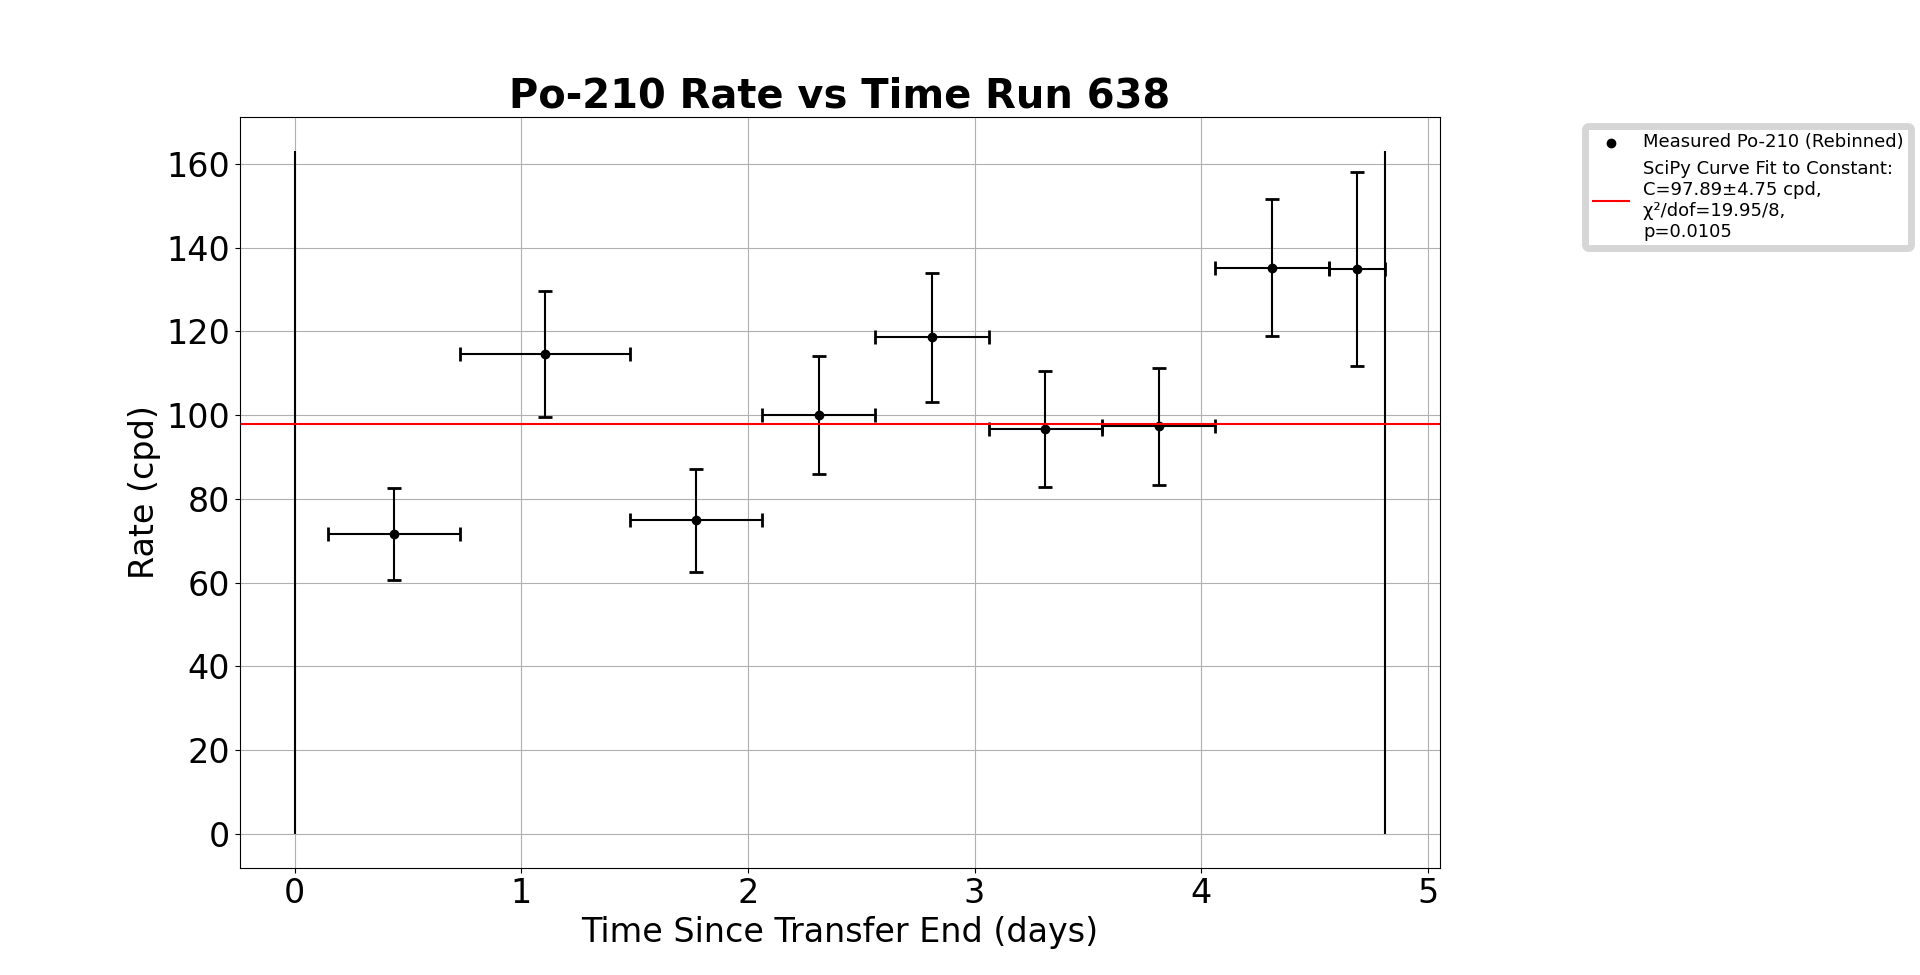 Po-210 Rate vs Time Run 638
Measured Po-210 (Rebinned)
SciPy Curve Fit to Constant:
C=97.89±4.75 cpd,
χ²/dof=19.95/8,
p=0.0105
Rate (cpd)
160
140
120
100
80
60
40
20
0
0 1 2 3 4 5
Time Since Transfer End (days)